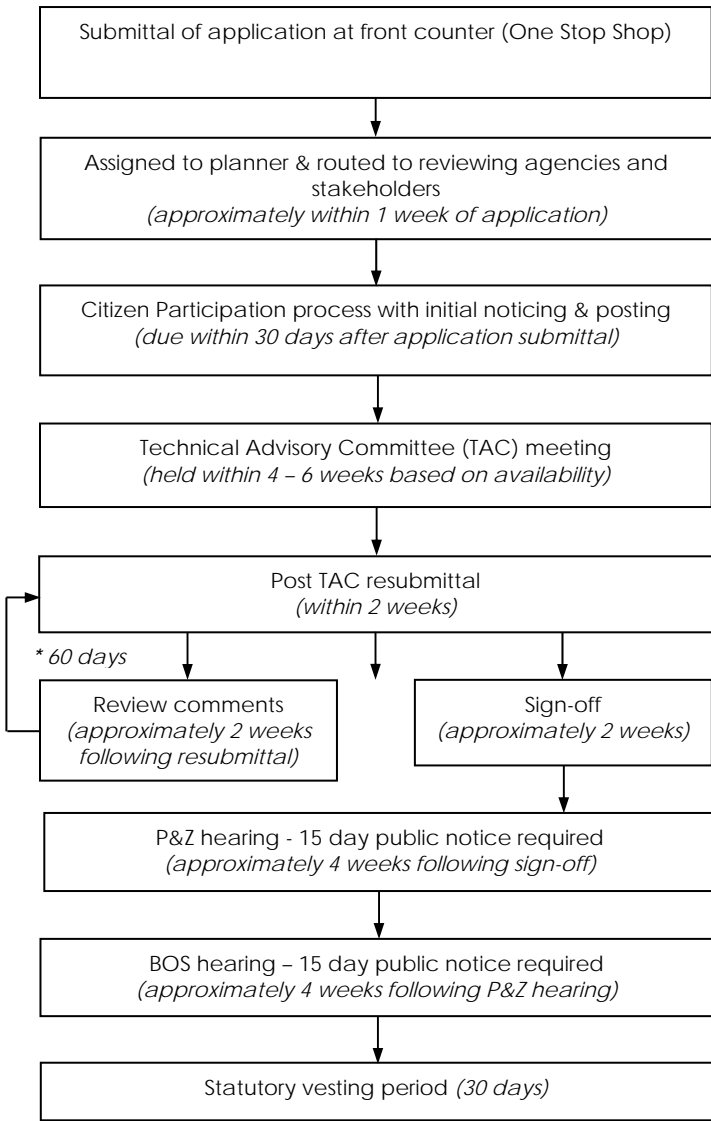 Submittal of application at front counter (One Stop Shop)
Assigned to planner & routed to reviewing agencies and
stakeholders
(approximately within 1 week of application)
Citizen Participation process with initial noticing & posting
(due within 30 days after application submittal)
Technical Advisory Committee (TAC) meeting
(held within 4 – 6 weeks based on availability)
Post TAC resubmittal
(within 2 weeks)
* 60 days
Review comments
(approximately 2 weeks
following resubmittal)
Sign-off
(approximately 2 weeks)
P&Z hearing - 15 day public notice required
(approximately 4 weeks following sign-off)
BOS hearing – 15 day public notice required
(approximately 4 weeks following P&Z hearing)
Statutory vesting period (30 days)